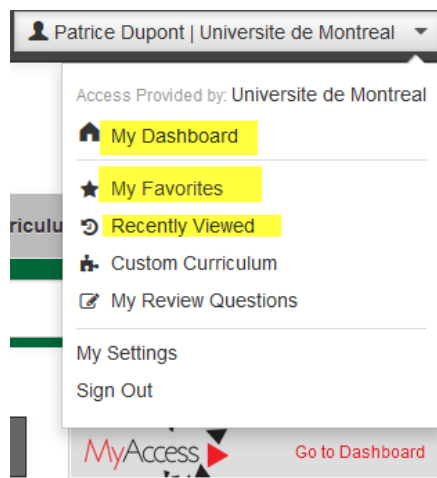 Patrice Dupont | Universite de Montreal
Access Provided by: Universite de Montreal
My Dashboard
My Favorites
riculu
Recently Viewed
Custom Curriculum
My Review Questions
My Settings
Sign Out
MyAccess
Go to Dashboard